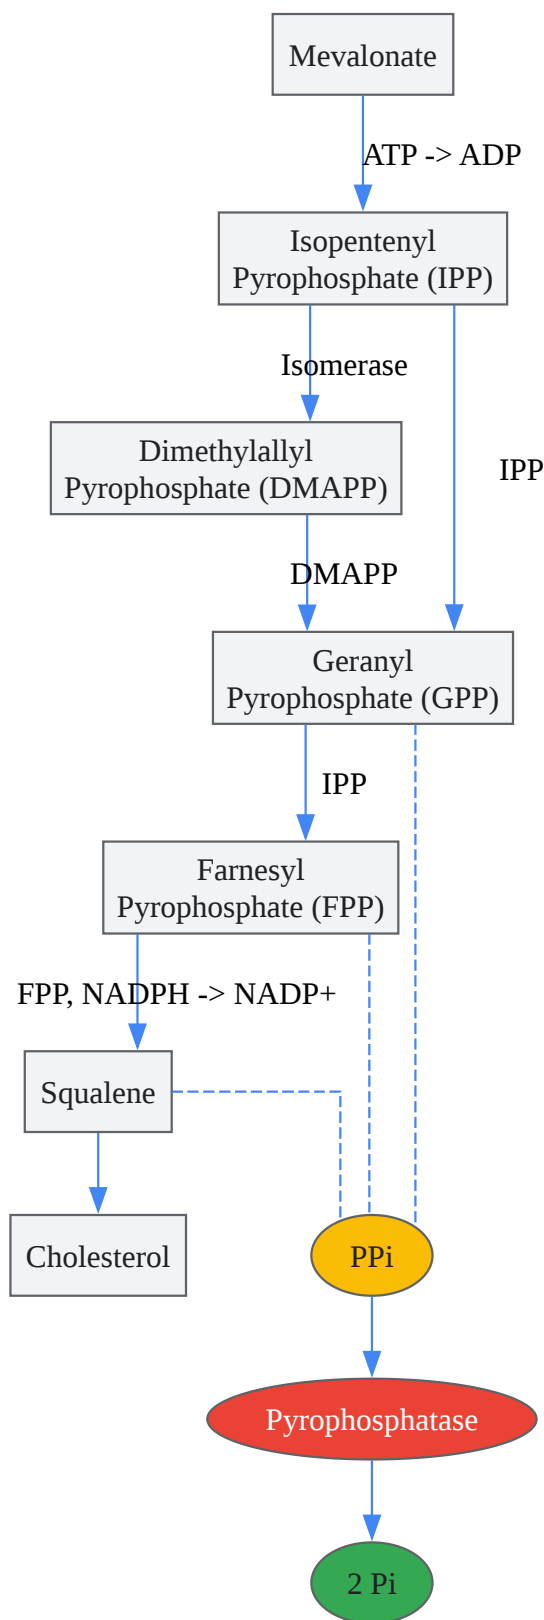 Mevalonate
ATP -> ADP
Isopentenyl
Pyrophosphate (IPP)
Isomerase
Dimethylallyl
Pyrophosphate (DMAPP)
IPP
DMAPP
Geranyl
Pyrophosphate (GPP)
IPP
Farnesyl
Pyrophosphate (FPP)
FPP, NADPH -> NADP+
Squalene
Cholesterol
PPi
Pyrophosphatase
2 Pi